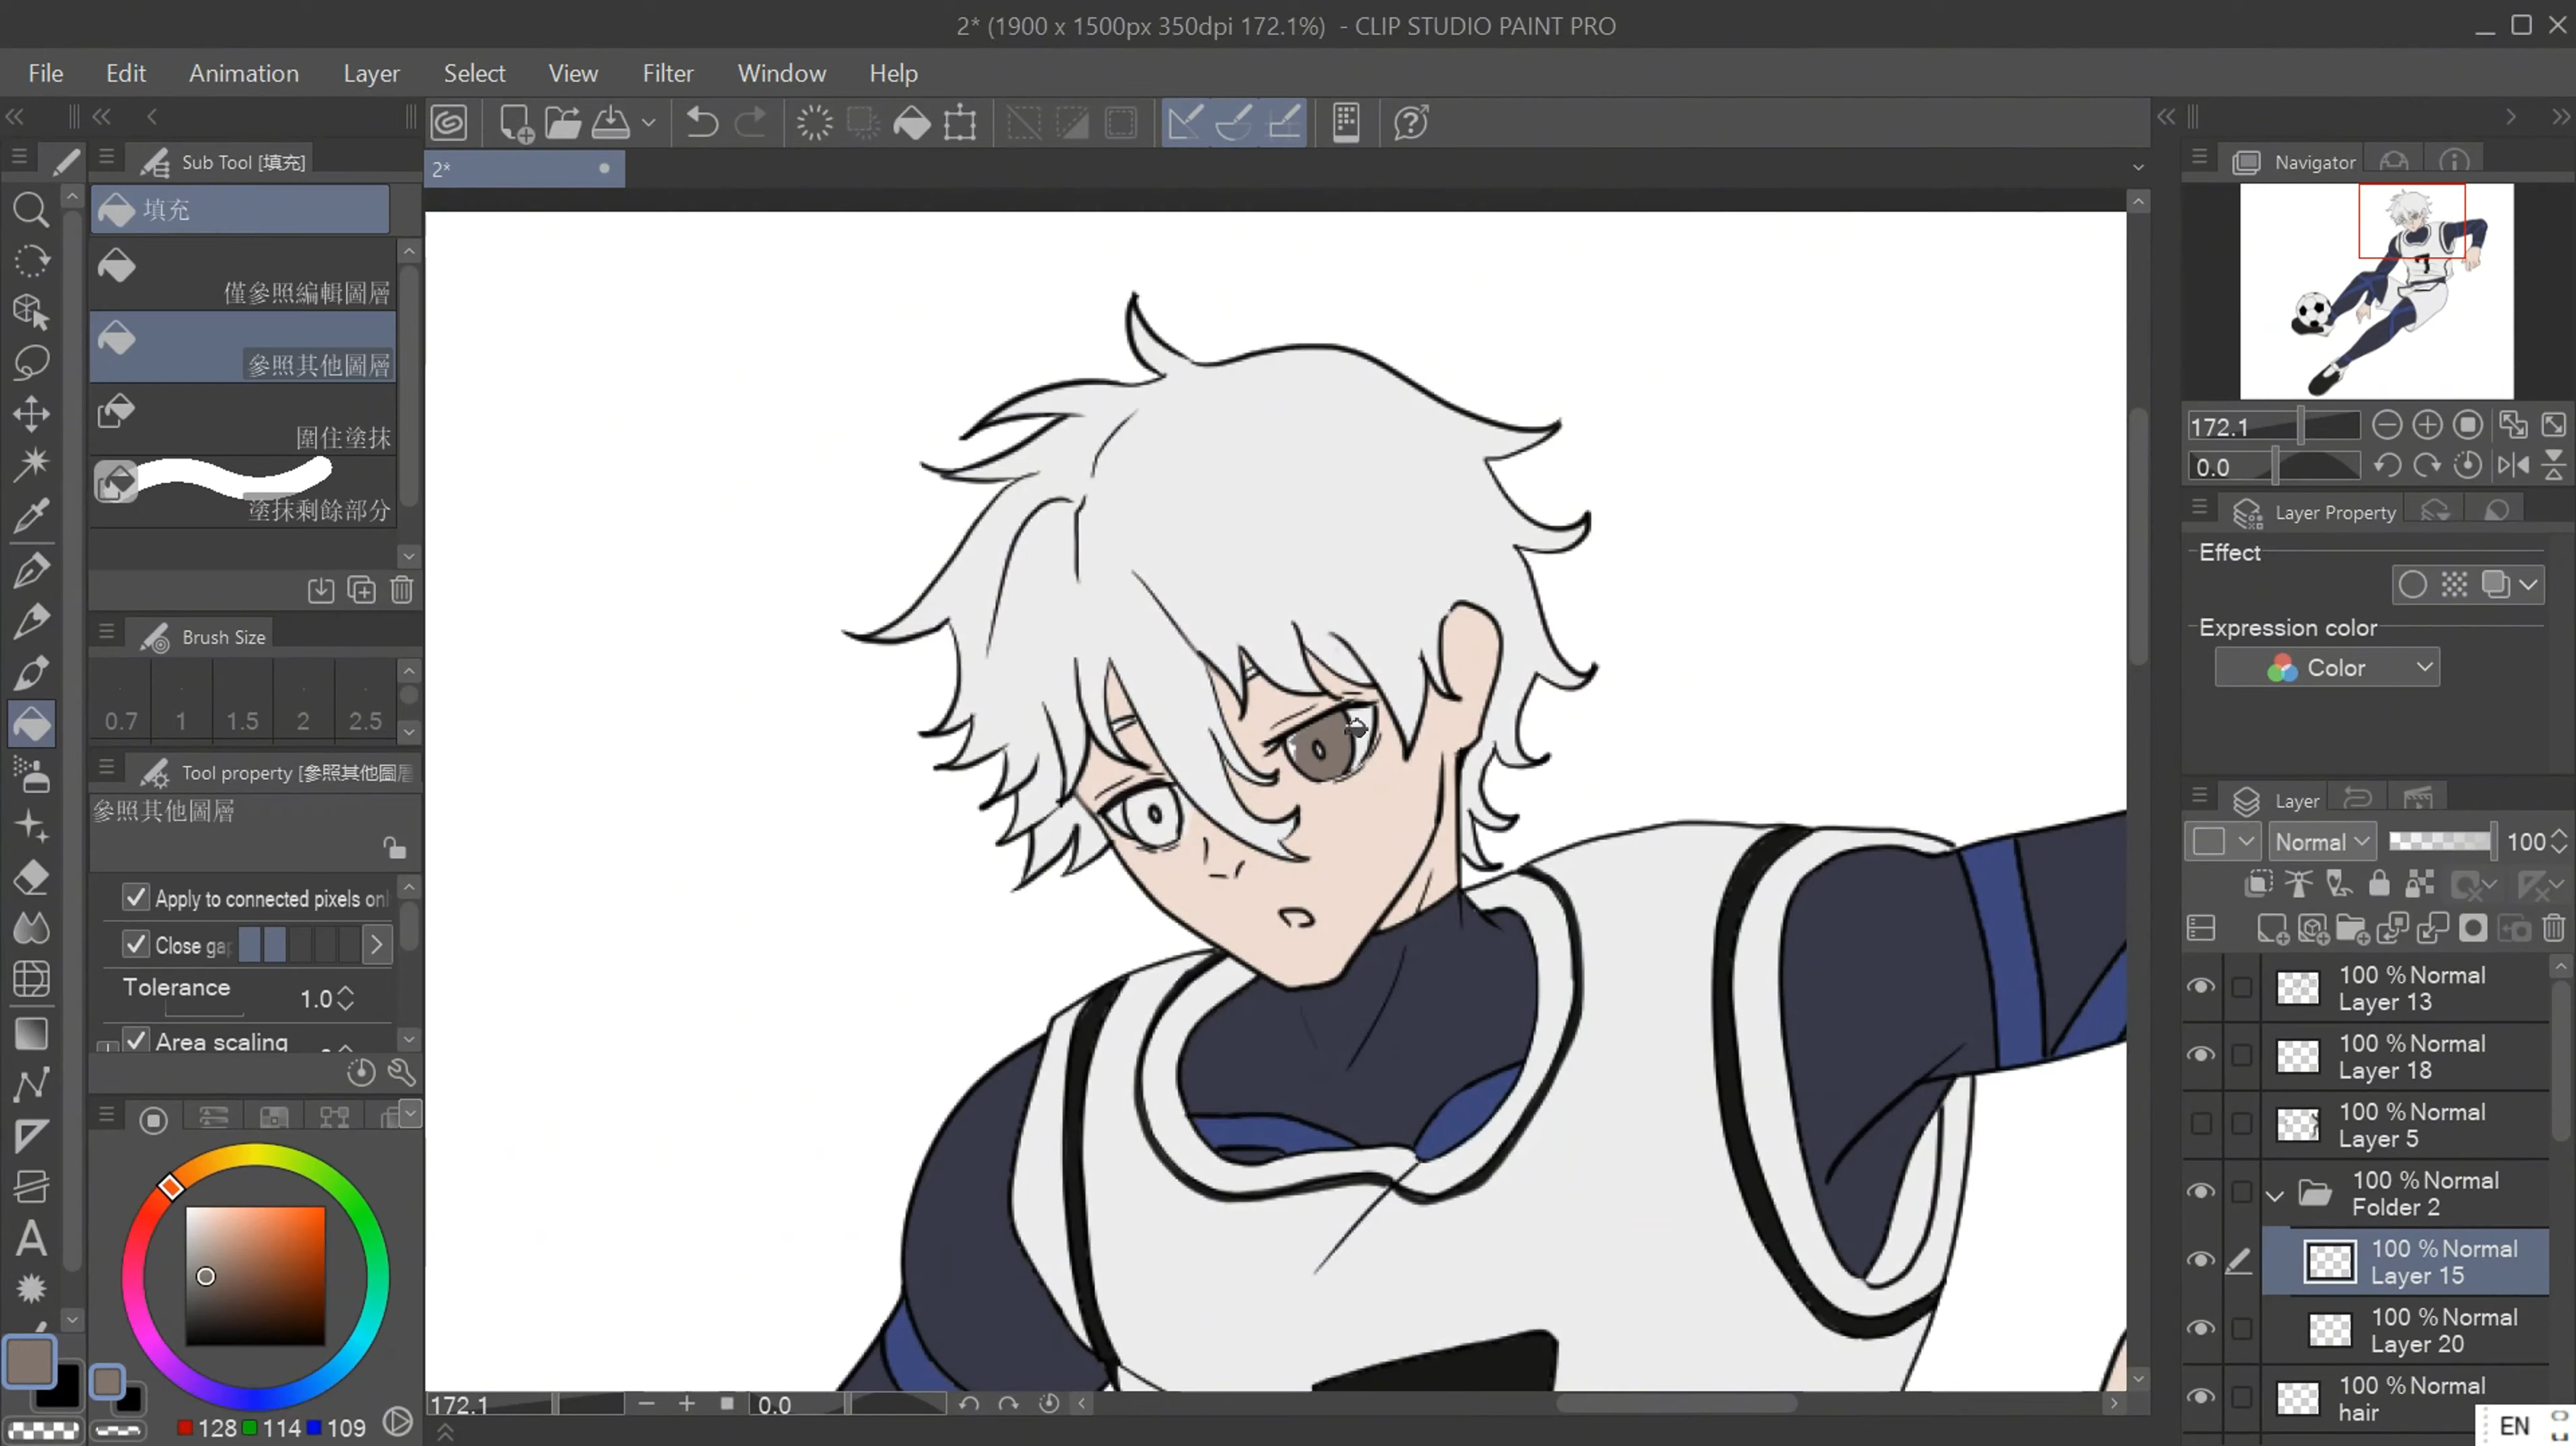 2* (1900 x 1500px 350dpi 172.1%) - CLIP STUDIO PAINT PRO
File Edit Animation Layer Select View Filter Window Help
Sub Tool [填充]
2*
填充
僅參照編輯圖層
參照其他圖層
圍住塗抹
塗抹剩餘部分
Brush Size
0.7 1 1.5 2 2.5
Tool property [參照其他圖層
參照其他圖層
Apply to connected pixels onl
Close gap
Tolerance 1.0
Area scaling
128 114 109
172.1 0.0
Navigator
172.1
0.0
Layer Property
Effect
Expression color
Color
Layer
Normal 100
100 % Normal
Layer 13
100 % Normal
Layer 18
100 % Normal
Layer 5
100 % Normal
Folder 2
100 % Normal
Layer 15
100 % Normal
Layer 20
100 % Normal
hair
EN